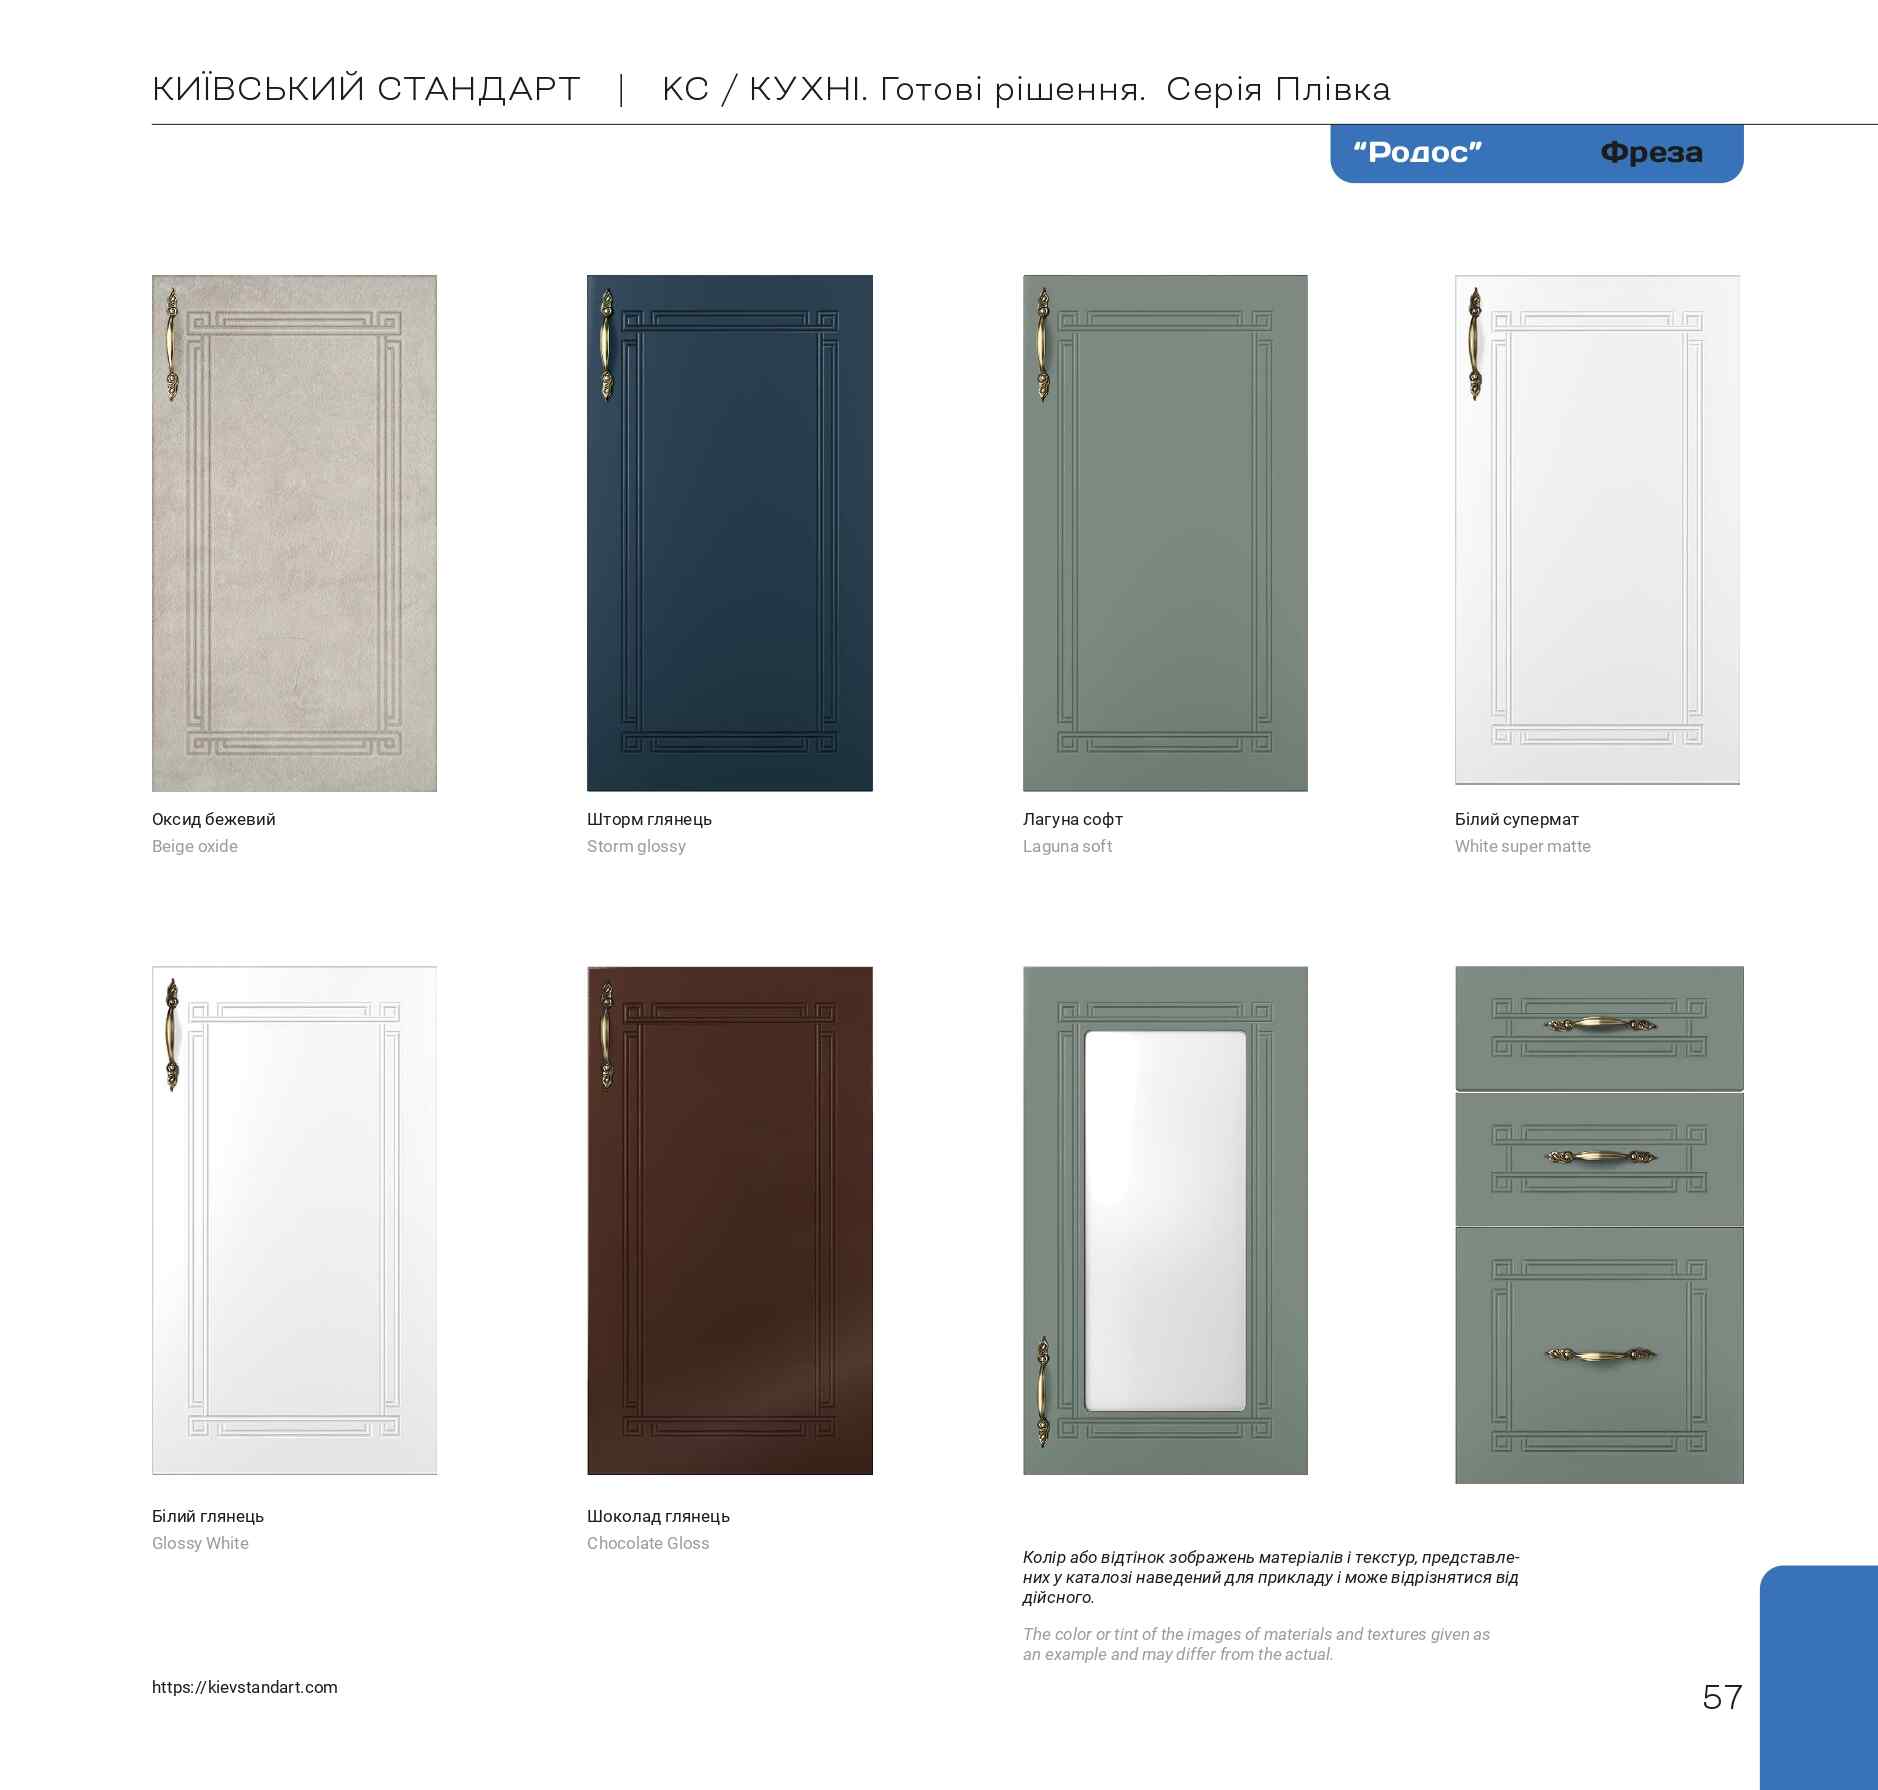 КИЇВСЬКИЙ СТАНДАРТ | КС / КУХНІ. Готові рішення. Серія Плівка
“Родос” Фреза
Оксид бежевий
Beige oxide
Шторм глянець
Storm glossy
Лагуна софт
Laguna soft
Білий супермат
White super matte
Білий глянець
Glossy White
Шоколад глянець
Chocolate Gloss
Колір або відтінок зображень матеріалів і текстур, представле-
них у каталозі наведений для прикладу і може відрізнятися від
дійсного.
The color or tint of the images of materials and textures given as
an example and may differ from the actual.
https://kievstandart.com
57